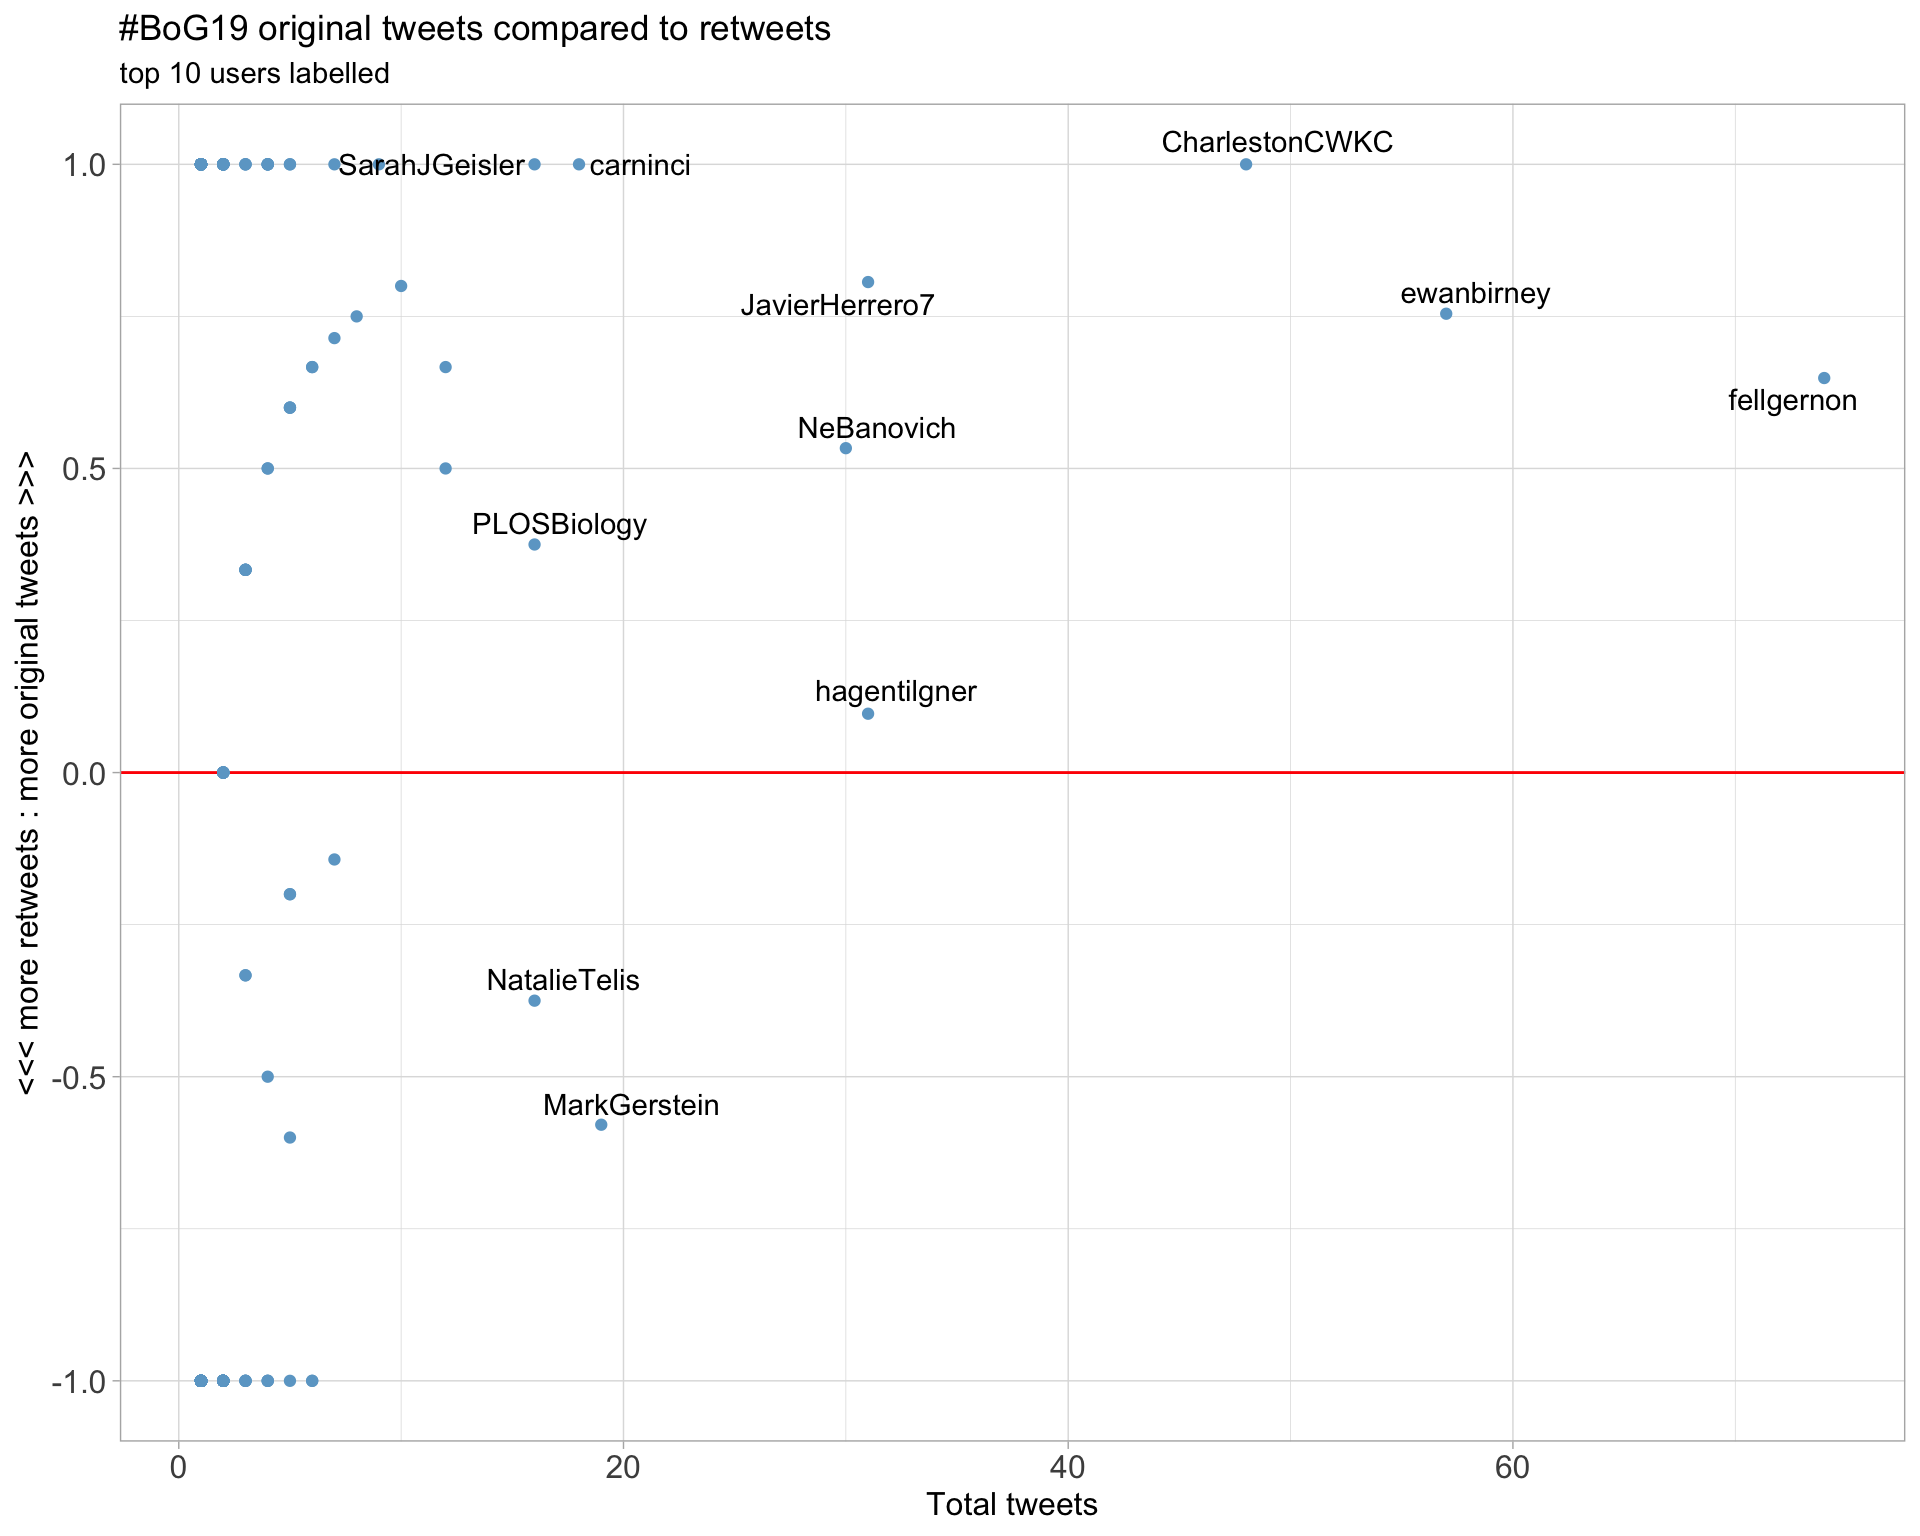 #BoG19 original tweets compared to retweets
top 10 users labelled
CharlestonCWKC
1.0
SarahJGeisler
carninci
ewanbirney
JavierHerrero7
fellgernon
NeBanovich
0.5
PLOSBiology
<<< more retweets : more original tweets >>>
hagentilgner
0.0
NatalieTelis
-0.5
MarkGerstein
-1.0
0 20 40 60
Total tweets